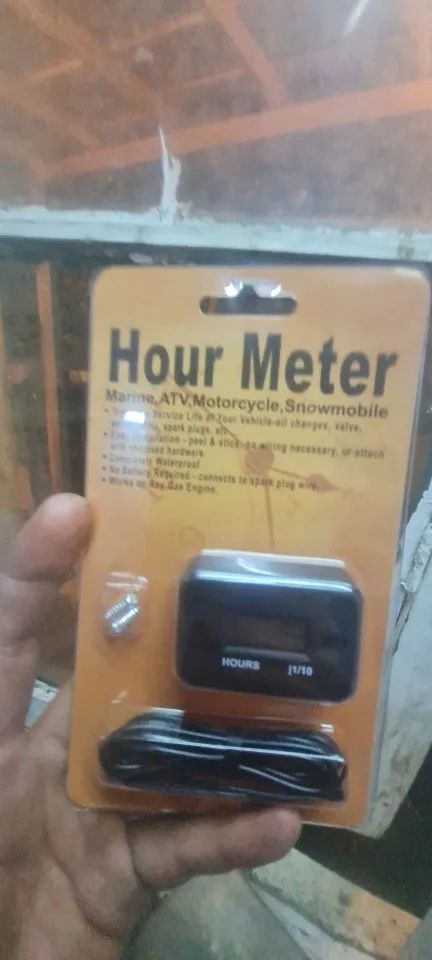 Hour Meter
Marine,ATV,Motorcycle,Snowmobile
Service Life of Your Vehicle-oil changes, valve,
spark plugs, etc
• Easy Installation - peel & stick, no wiring necessary, or attach
with enclosed hardware
• Completely Waterproof
• No Battery Required - connects to spark plug wire.
• Works on Any Gas Engine.
HOURS 1/10